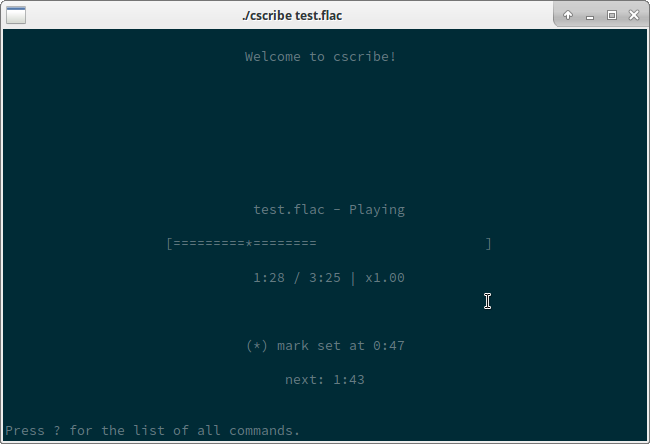 ./cscribe test.flac
Welcome to cscribe!
test.flac - Playing
[=========*======== ]
1:28 / 3:25 | x1.00
(*) mark set at 0:47
next: 1:43
Press ? for the list of all commands.